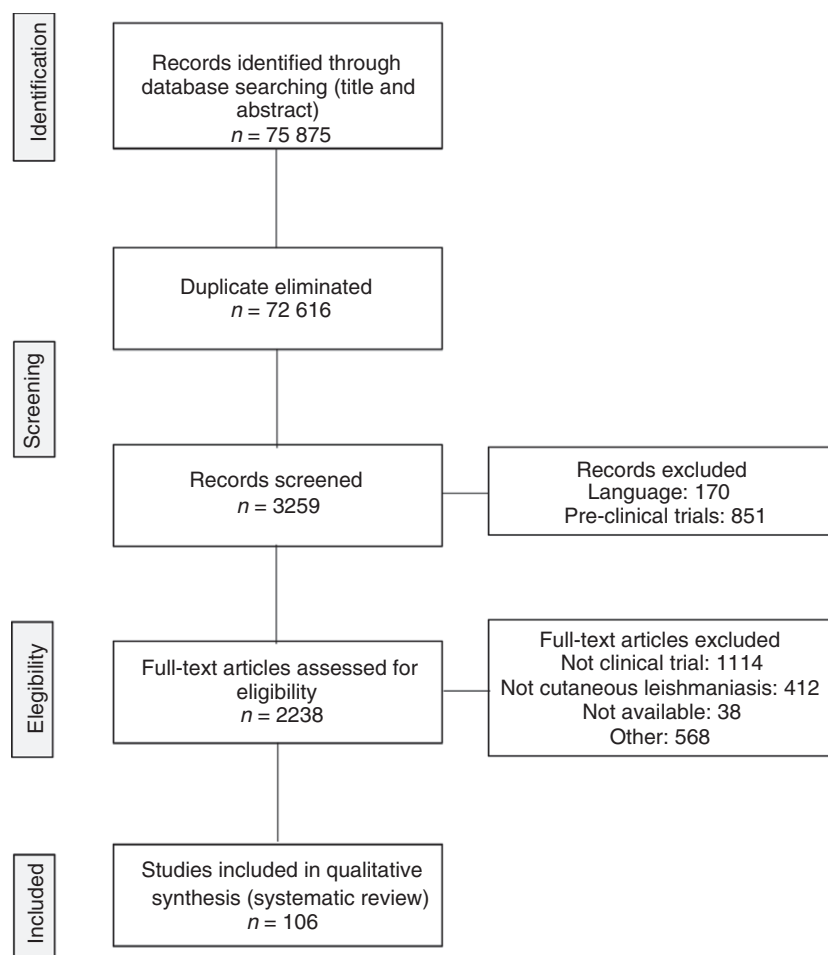 Identification
Records identified through
database searching (title and
abstract)
n = 75 875
Duplicate eliminated
n = 72 616
Screening
Records screened
n = 3259
Records excluded
Language: 170
Pre-clinical trials: 851
Elegibility
Full-text articles assessed for
eligibility
n = 2238
Full-text articles excluded
Not clinical trial: 1114
Not cutaneous leishmaniasis: 412
Not available: 38
Other: 568
Included
Studies included in qualitative
synthesis (systematic review)
n = 106